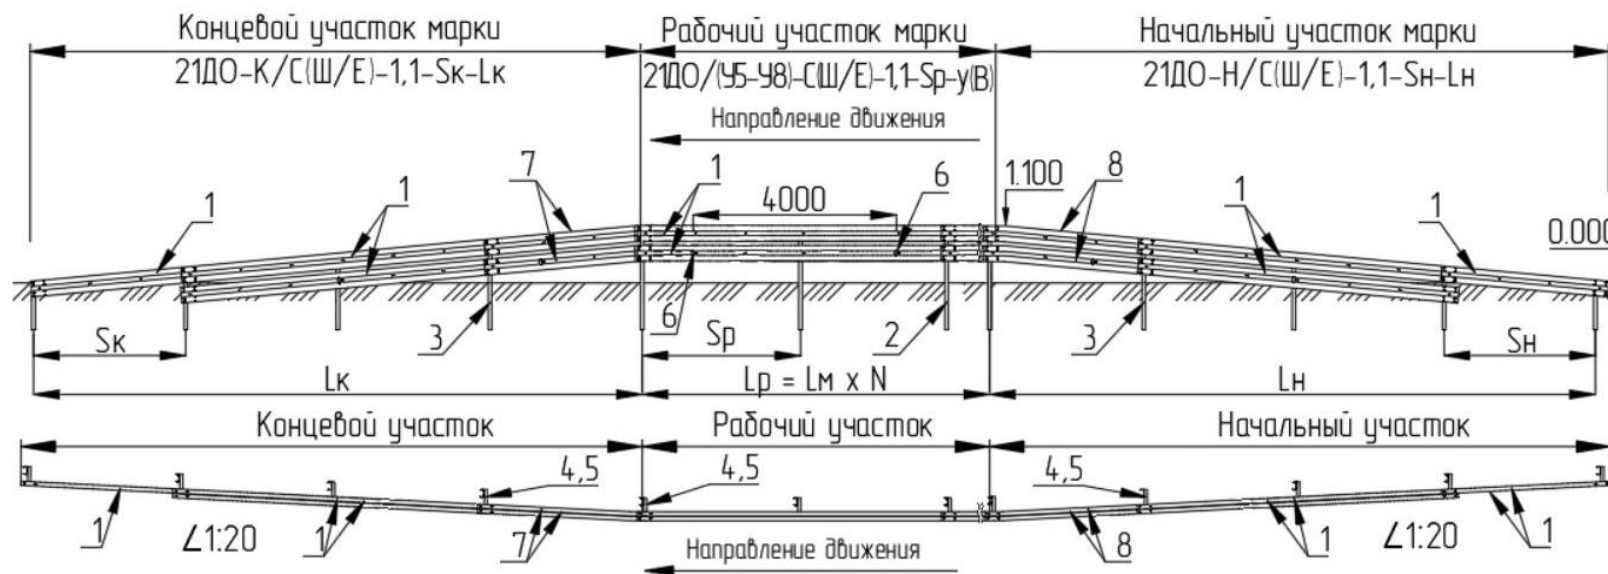 Концевой участок марки
21ДО-К/С(Ш/Е)-1,1-Sк-Lк
Рабочий участок марки
21ДО/(У5-У8)-С(Ш/Е)-1,1-Sр-у(В)
Начальный участок марки
21ДО-Н/С(Ш/Е)-1,1-Sн-Lн
Направление движения
1
1
7
1
4000
6
1.100
8
1
1
0.000
Sк
3
6
Sр
2
3
Sн
Lк
Lр = Lм х N
Lн
Концевой участок
Рабочий участок
Начальный участок
4,5
4,5
4,5
1
∠1:20
1
7
Направление движения
8
1
∠1:20
1